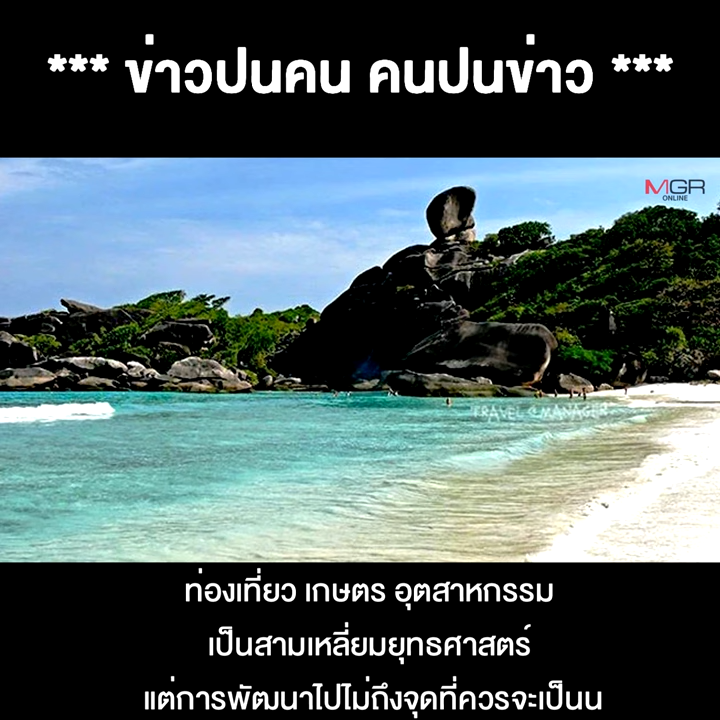 *** ข่าวปนคน คนปนข่าว ***
MGR
ONLINE
TRAVEL @ MANAGER
ท่องเที่ยว เกษตร อุตสาหกรรม
เป็นสามเหลี่ยมยุทธศาสตร์
แต่การพัฒนาไปไม่ถึงจุดที่ควรจะเป็นน